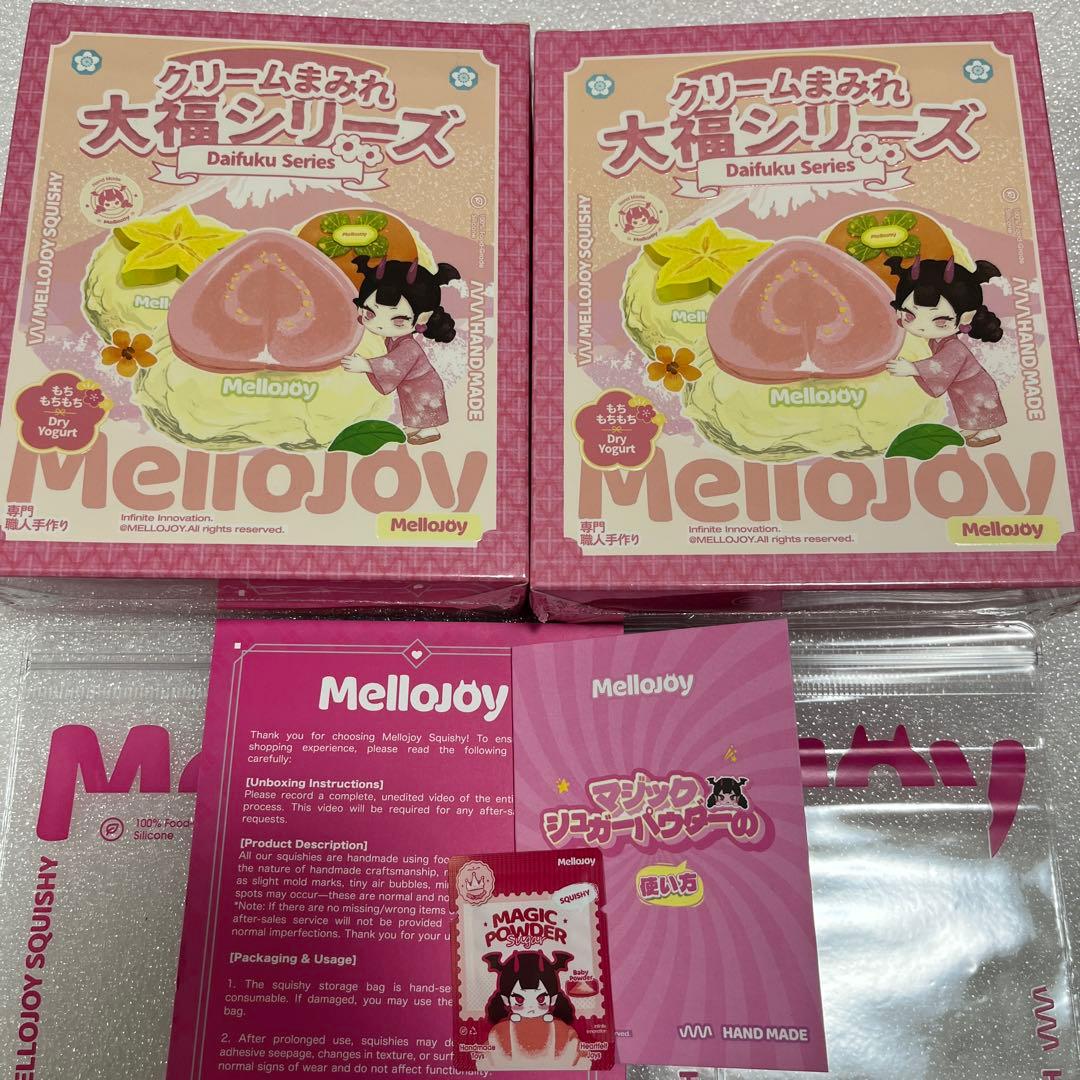 クリームまみれ
大福シリーズ
Daifuku Series
MELLOJOY SQUISHY
HAND MADE
Mell
MelloJoy
MelloJoy
もち
もちもち
Dry
Yogurt
MelloJoy
専門
職人手作り
Infinite Innovation.
@MELLOJOY.All rights reserved.
MelloJoy
クリームまみれ
大福シリーズ
Daifuku Series
MELLOJOY SQUISHY
HAND MADE
Mell
MelloJoy
MelloJoy
もち
もちもち
Dry
Yogurt
MelloJoy
専門
職人手作り
Infinite Innovation.
@MELLOJOY.All rights reserved.
MelloJoy
100% Food
Silicone
MELLOJOY SQUISHY
MelloJoy
Thank you for choosing Mellojoy Squishy! To ens
shopping experience, please read the following
carefully:
[Unboxing Instructions]
Please record a complete, unedited video of the enti
process. This video will be required for any after-s
requests.
[Product Description]
All our squishies are handmade using foo
the nature of handmade craftsmanship,
as slight mold marks, tiny air bubbles, mi
spots may occur—these are normal and no
*Note: If there are no missing/wrong items
after-sales service will not be provided
normal imperfections. Thank you for your u
[Packaging & Usage]
1. The squishy storage bag is hand-se
consumable. If damaged, you may use the
bag.
2. After prolonged use, squishies may d
adhesive seepage, changes in texture, or surf
normal signs of wear and do not affect functionality.
MelloJoy
マジック
シュガーパウダーの
使い方
HAND MADE
MelloJoy
SQUISHY
MAGIC
POWDER
Sugar
Baby
Powder
Infinite
Innovation
Handmade
Toys
Heartfelt
Joys